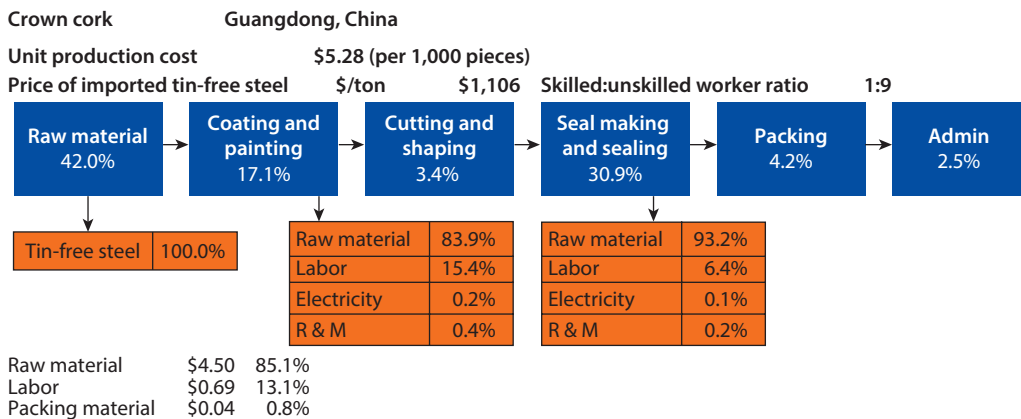 Crown cork Guangdong, China
Unit production cost $5.28 (per 1,000 pieces)
Price of imported tin-free steel $/ton $1,106 Skilled:unskilled worker ratio 1:9
Raw material
42.0%
Coating and
painting
17.1%
Cutting and
shaping
3.4%
Seal making
and sealing
30.9%
Packing
4.2%
Admin
2.5%
Tin-free steel 100.0%
Raw material 83.9%
Labor 15.4%
Electricity 0.2%
R & M 0.4%
Raw material 93.2%
Labor 6.4%
Electricity 0.1%
R & M 0.2%
Raw material $4.50 85.1%
Labor $0.69 13.1%
Packing material $0.04 0.8%